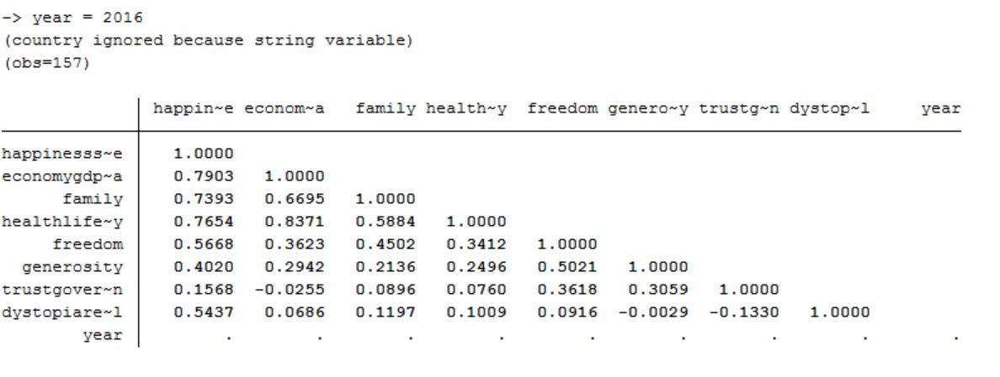 -> year = 2016
(country ignored because string variable)
(obs=157)
happin~e econom~a family health~y freedom genero~y trustg~n dystop~l year
happinesss~e 1.0000
economygdp~a 0.7903 1.0000
family 0.7393 0.6695 1.0000
healthlife~y 0.7654 0.8371 0.5884 1.0000
freedom 0.5668 0.3623 0.4502 0.3412 1.0000
generosity 0.4020 0.2942 0.2136 0.2496 0.5021 1.0000
trustgover~n 0.1568 -0.0255 0.0896 0.0760 0.3618 0.3059 1.0000
dystopiare~l 0.5437 0.0686 0.1197 0.1009 0.0916 -0.0029 -0.1330 1.0000
year . . . . . . . . .